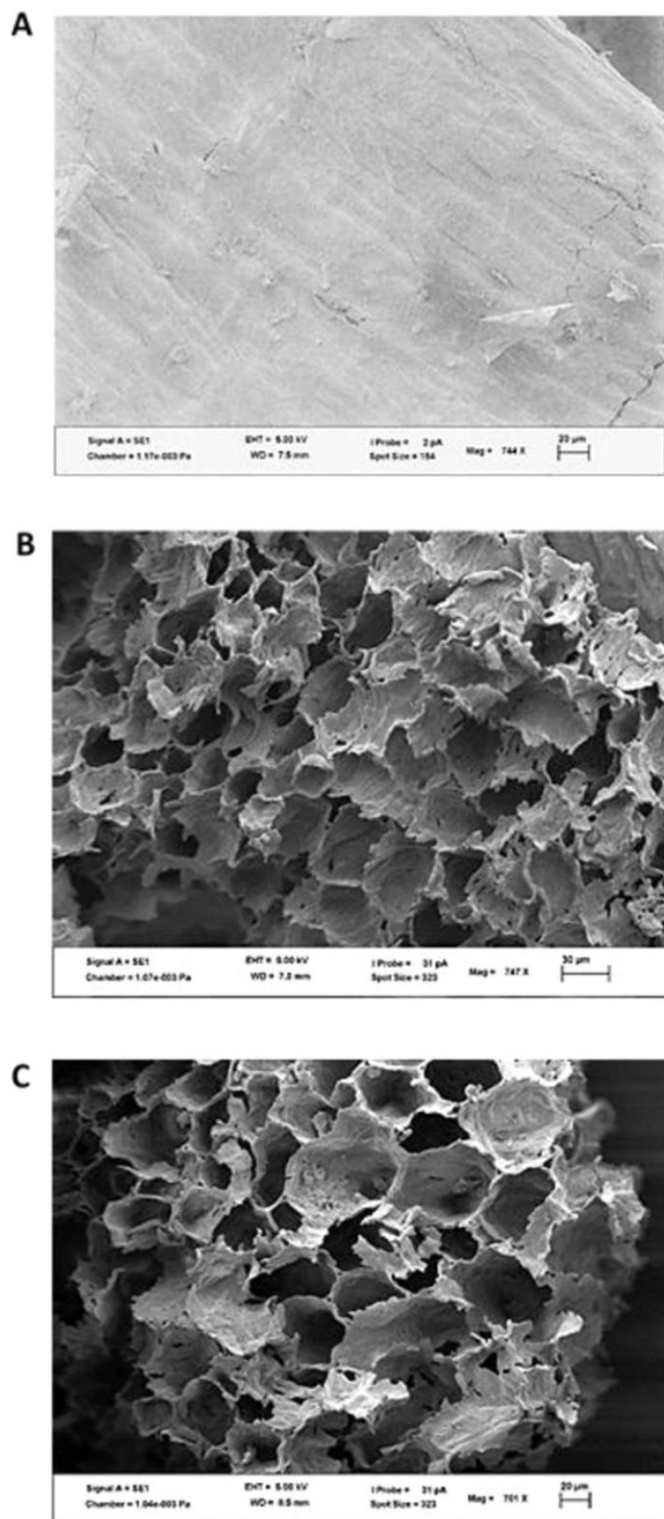 A
Signal A = SE1 EHT = 5.00 kV I Probe = 2 pA 20 µm
Chamber = 1.17e-003 Pa WD = 7.5 mm Spot Size = 184 Mag = 744 X
B
Signal A = SE1 EHT = 5.00 kV I Probe = 31 pA 30 µm
Chamber = 1.07e-003 Pa WD = 7.0 mm Spot Size = 323 Mag = 747 X
C
Signal A = SE1 EHT = 5.00 kV I Probe = 31 pA 20 µm
Chamber = 1.04e-003 Pa WD = 8.5 mm Spot Size = 323 Mag = 701 X